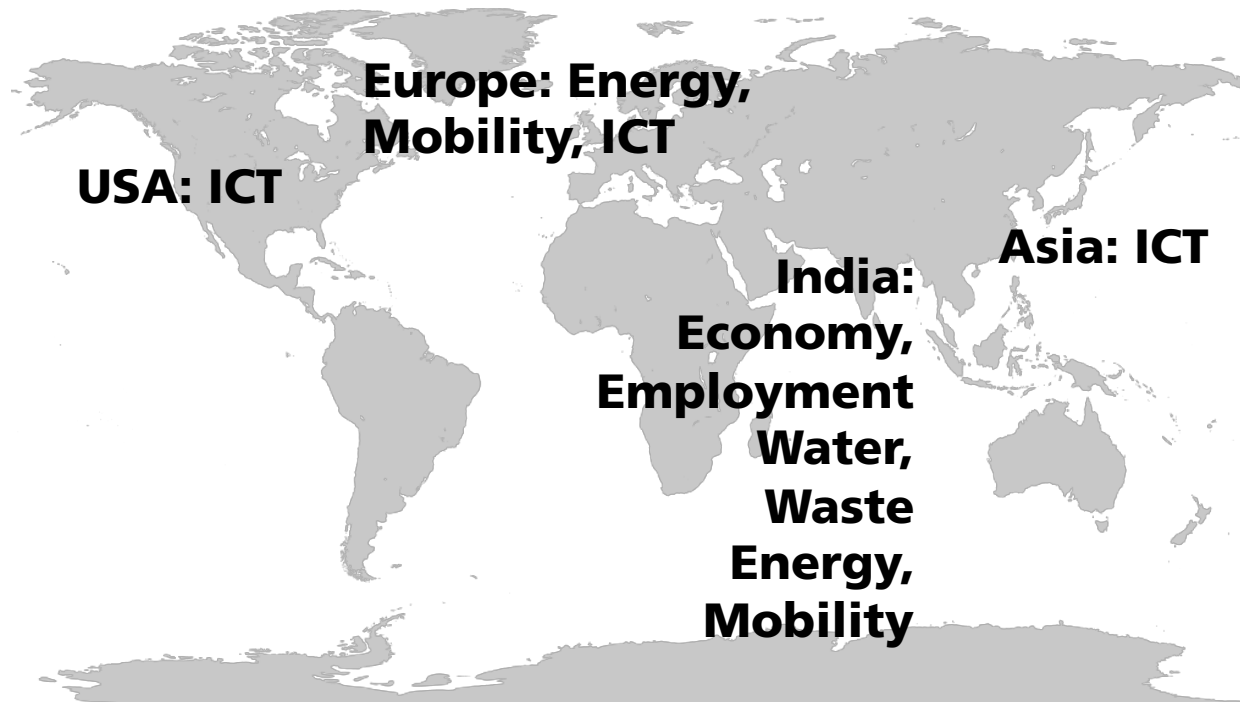 Europe: Energy,
Mobility, ICT
USA: ICT
Asia: ICT
India:
Economy,
Employment
Water,
Waste
Energy,
Mobility